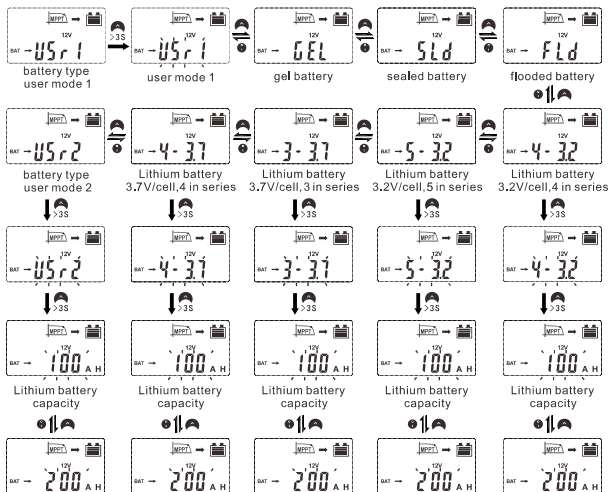 MPPT MPPT MPPT MPPT MPPT
12V 12V 12V 12V 12V
BAT → USr1 >3S BAT → USr1 BAT → GEL BAT → SLd BAT → FLd
battery type user mode 1 gel battery sealed battery flooded battery
user mode 1
MPPT MPPT MPPT MPPT MPPT
12V 12V 12V 12V 12V
BAT → USr2 BAT → 4-3.7 BAT → 3-3.7 BAT → 5-3.2 BAT → 4-3.2
battery type Lithium battery Lithium battery Lithium battery Lithium battery
user mode 2 3.7V/cell,4 in series 3.7V/cell,3 in series 3.2V/cell,5 in series 3.2V/cell,4 in series
>3S >3S >3S >3S >3S
MPPT MPPT MPPT MPPT MPPT
12V 12V 12V 12V 12V
BAT → USr2 BAT → 4-3.7 BAT → 3-3.7 BAT → 5-3.2 BAT → 4-3.2
>3S >3S >3S >3S >3S
MPPT MPPT MPPT MPPT MPPT
12V 12V 12V 12V 12V
BAT → 100 AH BAT → 100 AH BAT → 100 AH BAT → 100 AH BAT → 100 AH
Lithium battery Lithium battery Lithium battery Lithium battery Lithium battery
capacity capacity capacity capacity capacity
MPPT MPPT MPPT MPPT MPPT
12V 12V 12V 12V 12V
BAT → 200 AH BAT → 200 AH BAT → 200 AH BAT → 200 AH BAT → 200 AH